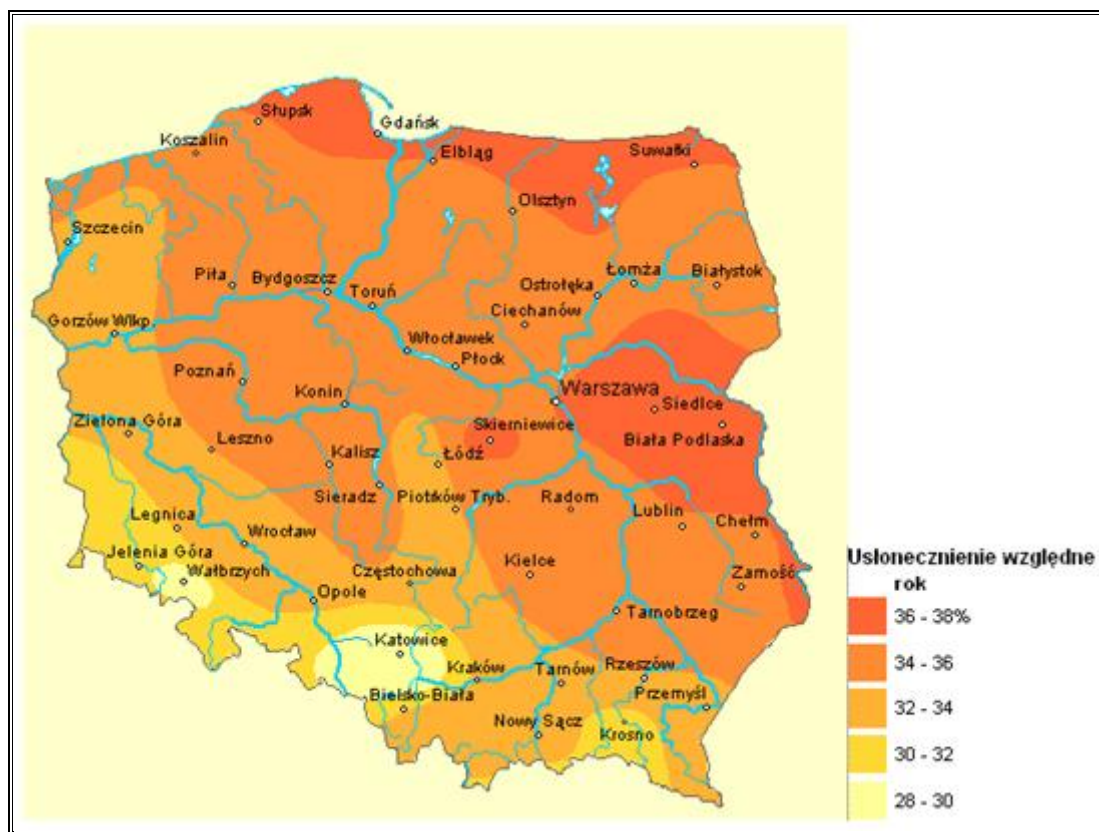 Słupsk
Gdańsk
Koszalin
Elbląg
Suwałki
Olsztyn
Szczecin
Piła
Bydgoszcz
Toruń
Ostrołęka
Łomża
Białystok
Ciechanów
Gorzów Wlkp.
Włocławek
Płock
Poznań
Konin
Warszawa
Siedlce
Zielona Góra
Leszno
Skierniewice
Biała Podlaska
Kalisz
Łódź
Sieradz
Piotrków Tryb.
Radom
Lublin
Chełm
Legnica
Wrocław
Jelenia Góra
Wałbrzych
Częstochowa
Kielce
Zamość
Opole
Tarnobrzeg
Katowice
Kraków
Tarnów
Rzeszów
Przemyśl
Bielsko-Biała
Nowy Sącz
Krosno
Usłonecznienie względne
rok
36 - 38%
34 - 36
32 - 34
30 - 32
28 - 30